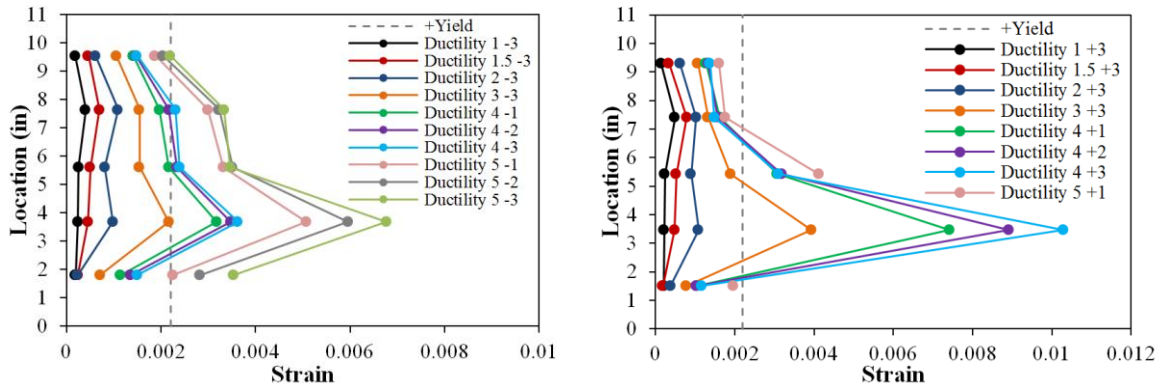 11
10
9
8
7
6
5
4
3
2
1
0
Location (in)
0
0.002
0.004
0.006
0.008
0.01
Strain
+Yield
Ductility 1 -3
Ductility 1.5 -3
Ductility 2 -3
Ductility 3 -3
Ductility 4 -1
Ductility 4 -2
Ductility 4 -3
Ductility 5 -1
Ductility 5 -2
Ductility 5 -3
11
10
9
8
7
6
5
4
3
2
1
0
Location (in)
0
0.002
0.004
0.006
0.008
0.01
0.012
Strain
+Yield
Ductility 1 +3
Ductility 1.5 +3
Ductility 2 +3
Ductility 3 +3
Ductility 4 +1
Ductility 4 +2
Ductility 4 +3
Ductility 5 +1